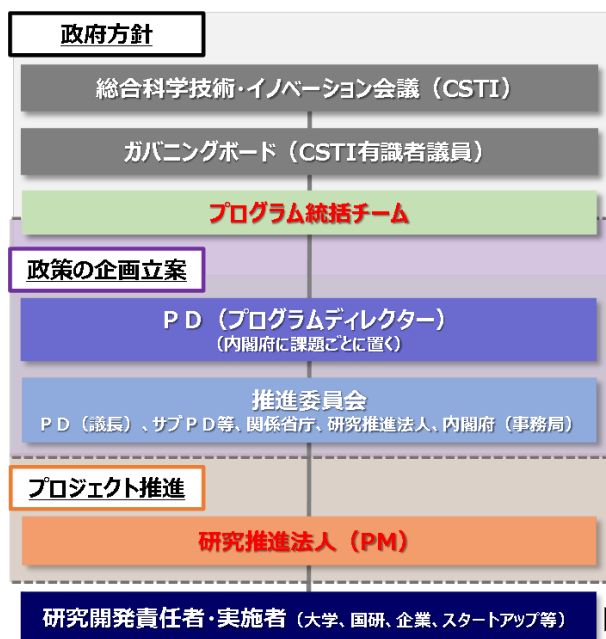 政府方針
総合科学技術・イノベーション会議（CSTI）
ガバニングボード（CSTI有識者議員）
プログラム統括チーム
政策の企画立案
ＰＤ（プログラムディレクター）
（内閣府に課題ごとに置く）
推進委員会
ＰＤ（議長）、サブＰＤ等、関係省庁、研究推進法人、内閣府（事務局）
プロジェクト推進
研究推進法人（PM）
研究開発責任者・実施者（大学、国研、企業、スタートアップ等）